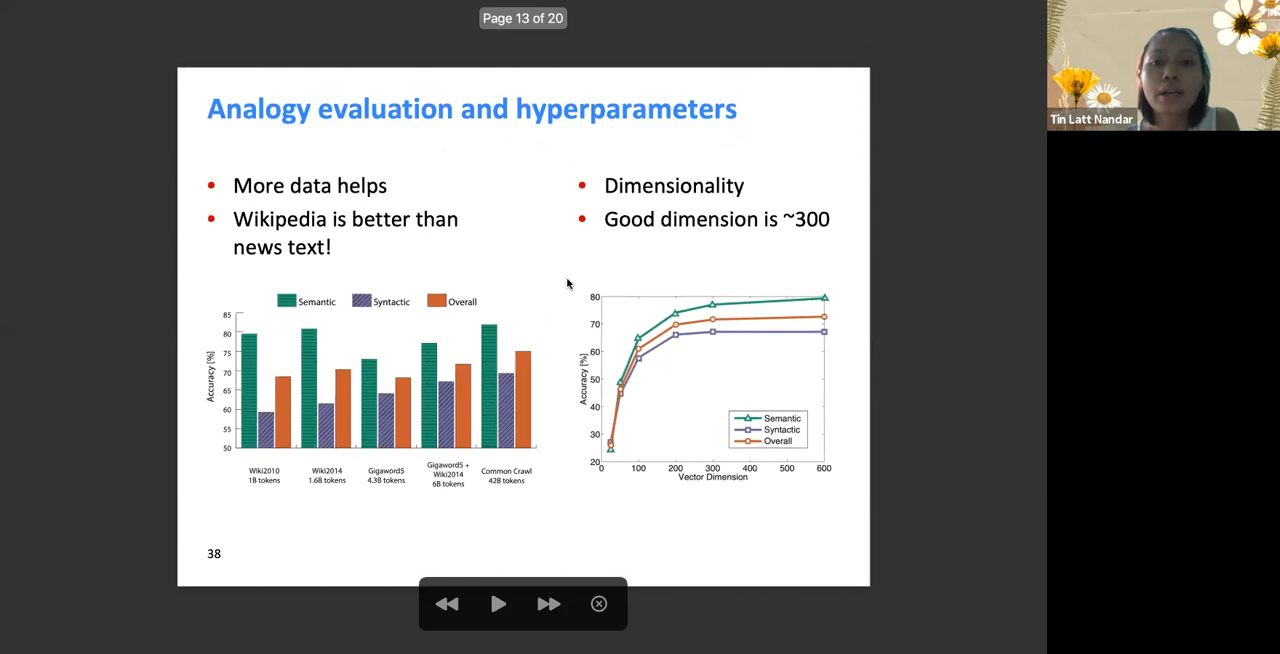 Page 13 of 20
Tin Latt Nandar
Analogy evaluation and hyperparameters
• More data helps
• Wikipedia is better than
news text!
• Dimensionality
• Good dimension is ~300
Semantic Syntactic Overall
Accuracy [%]
85
80
75
70
65
60
55
50
Wiki2010
1B tokens
Wiki2014
1.6B tokens
Gigaword5
4.3B tokens
Gigaword5 +
Wiki2014
6B tokens
Common Crawl
42B tokens
Accuracy [%]
80
70
60
50
40
30
20
0 100 200 300 400 500 600
Vector Dimension
Semantic
Syntactic
Overall
38